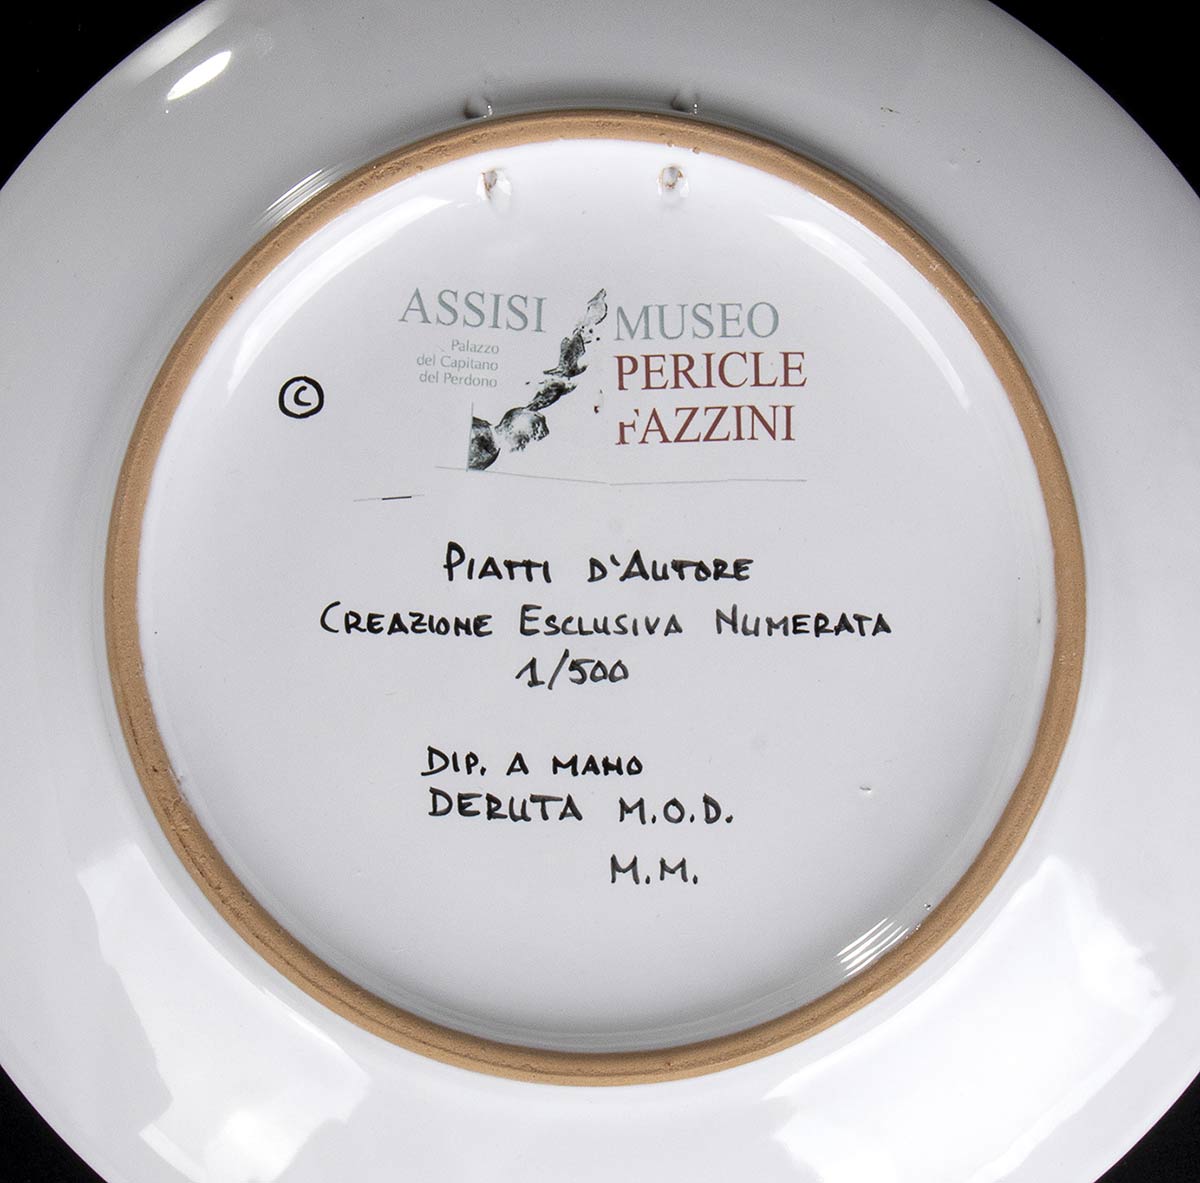 ASSISI
Palazzo
del Capitano
del Perdono
MUSEO
PERICLE
FAZZINI
©
PIATTI D'AUTORE
CREAZIONE ESCLUSIVA NUMERATA
1/500
DIP. A MANO
DERUTA M.O.D.
M.M.